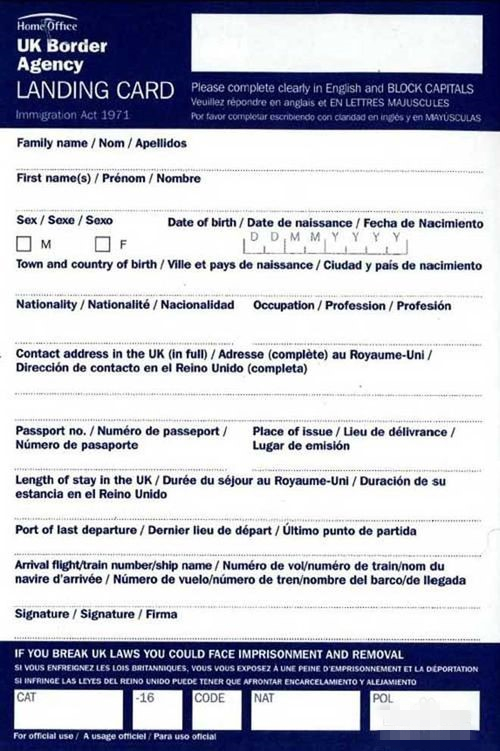 Home Office
UK Border
Agency
LANDING CARD
Immigration Act 1971
Please complete clearly in English and BLOCK CAPITALS
Veuillez répondre en anglais et EN LETTRES MAJUSCULES
Por favor completar escribiendo con claridad en inglés y en MAYÚSCULAS
Family name / Nom / Apellidos
First name(s) / Prénom / Nombre
Sex / Sexe / Sexo
Date of birth / Date de naissance / Fecha de Nacimiento
M F
D D M M Y Y Y Y
Town and country of birth / Ville et pays de naissance / Ciudad y país de nacimiento
Nationality / Nationalité / Nacionalidad
Occupation / Profession / Profesión
Contact address in the UK (in full) / Adresse (complète) au Royaume-Uni /
Dirección de contacto en el Reino Unido (completa)
Passport no. / Numéro de passeport /
Número de pasaporte
Place of issue / Lieu de délivrance /
Lugar de emisión
Length of stay in the UK / Durée du séjour au Royaume-Uni / Duración de su
estancia en el Reino Unido
Port of last departure / Dernier lieu de départ / Último punto de partida
Arrival flight/train number/ship name / Numéro de vol/numéro de train/nom du
navire d'arrivée / Número de vuelo/número de tren/nombre del barco/de llegada
Signature / Signature / Firma
IF YOU BREAK UK LAWS YOU COULD FACE IMPRISONMENT AND REMOVAL
SI VOUS ENFREIGNEZ LES LOIS BRITANNIQUES, VOUS VOUS EXPOSEZ À UNE PEINE D'EMPRISONNEMENT ET LA DÉPORTATION
SI INFRINGE LAS LEYES DEL REINO UNIDO PUEDE TENER QUE AFRONTAR ENCARCELAMIENTO Y ALEJAMIENTO
CAT -16 CODE NAT POL
For official use / A usage officiel / Para uso oficial